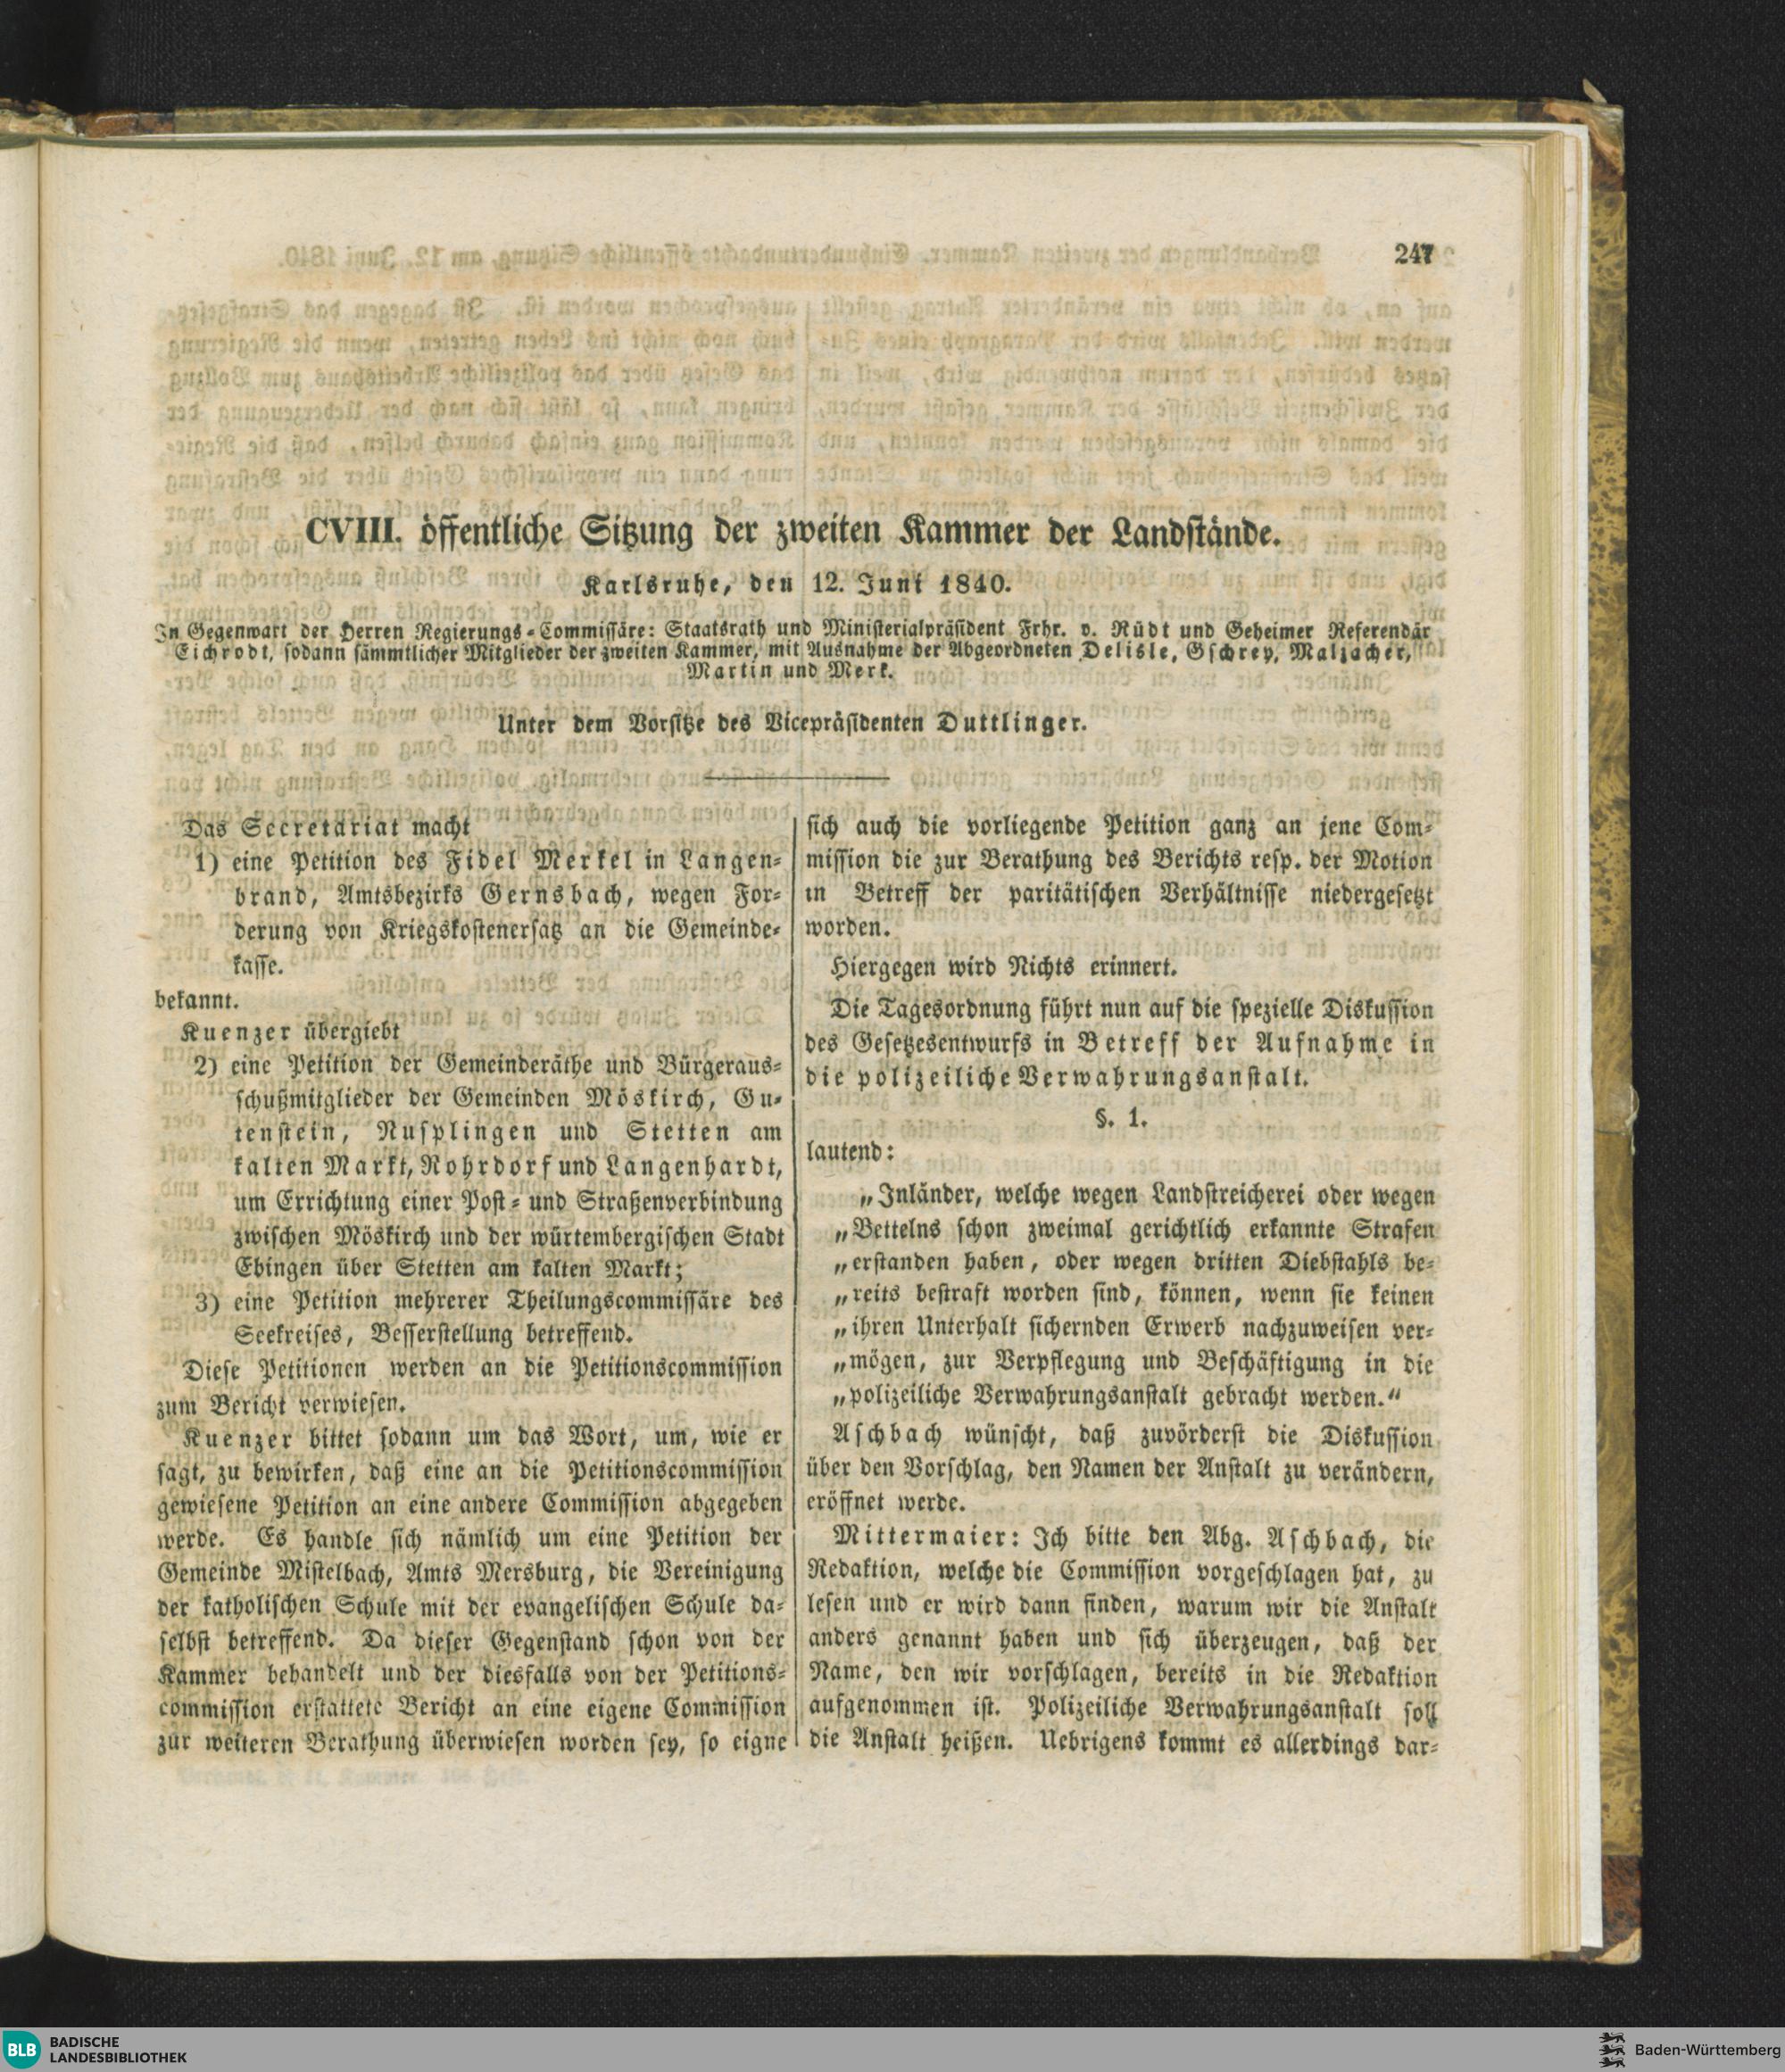 247
CVIII. öffentliche Sitzung der zweiten Kammer der Landstände.
Karlsruhe, den 12. Juni 1840.
In Gegenwart der Herren Regierungs-Commissäre: Staatsrath und Ministerialpräsident Frhr. v. Rüdt und Geheimer Referendär
Eichrodt, sodann sämmtlicher Mitglieder der zweiten Kammer, mit Ausnahme der Abgeordneten Delisle, Gschrey, Malzacher,
Martin und Merk.
Unter dem Vorsitze des Vicepräsidenten Duttlinger.
Das Secretariat macht
1) eine Petition des Fidel Merkel in Langen-
brand, Amtsbezirks Gernsbach, wegen For-
derung von Kriegskostenersatz an die Gemeinde-
kasse.
bekannt.
Kuenzer übergiebt
2) eine Petition der Gemeinderäthe und Bürgeraus-
schußmitglieder der Gemeinden Möskirch, Gu-
tenstein, Nusplingen und Stetten am
kalten Markt, Rohrdorf und Langenhardt,
um Errichtung einer Post- und Straßenverbindung
zwischen Möskirch und der würtembergischen Stadt
Ebingen über Stetten am kalten Markt;
3) eine Petition mehrerer Theilungscommissäre des
Seekreises, Besserstellung betreffend.
Diese Petitionen werden an die Petitionscommission
zum Bericht verwiesen.
Kuenzer bittet sodann um das Wort, um, wie er
sagt, zu bewirken, daß eine an die Petitionscommission
gewiesene Petition an eine andere Commission abgegeben
werde. Es handle sich nämlich um eine Petition der
Gemeinde Mistelbach, Amts Mersburg, die Vereinigung
der katholischen Schule mit der evangelischen Schule da-
selbst betreffend. Da dieser Gegenstand schon von der
Kammer behandelt und der diesfalls von der Petitions-
commission erstattete Bericht an eine eigene Commission
zur weiteren Berathung überwiesen worden sey, so eigne
sich auch die vorliegende Petition ganz an jene Com-
mission die zur Berathung des Berichts resp. der Motion
in Betreff der paritätischen Verhältnisse niedergesetzt
worden.
Hiergegen wird Nichts erinnert.
Die Tagesordnung führt nun auf die spezielle Diskussion
des Gesetzesentwurfs in Betreff der Aufnahme in
die polizeiliche Verwahrungsanstalt.
§. 1.
lautend:
„Inländer, welche wegen Landstreicherei oder wegen
„Bettelns schon zweimal gerichtlich erkannte Strafen
„erstanden haben, oder wegen dritten Diebstahls be-
„reits bestraft worden sind, können, wenn sie keinen
„ihren Unterhalt sichernden Erwerb nachzuweisen ver-
„mögen, zur Verpflegung und Beschäftigung in die
„polizeiliche Verwahrungsanstalt gebracht werden.“
Aschbach wünscht, daß zuvörderst die Diskussion
über den Vorschlag, den Namen der Anstalt zu verändern,
eröffnet werde.
Mittermaier: Ich bitte den Abg. Aschbach, die
Redaktion, welche die Commission vorgeschlagen hat, zu
lesen und er wird dann finden, warum wir die Anstalt
anders genannt haben und sich überzeugen, daß der
Name, den wir vorschlagen, bereits in die Redaktion
aufgenommen ist. Polizeiliche Verwahrungsanstalt soll
die Anstalt heißen. Uebrigens kommt es allerdings dar-
BLB BADISCHE
LANDESBIBLIOTHEK
Baden-Württemberg